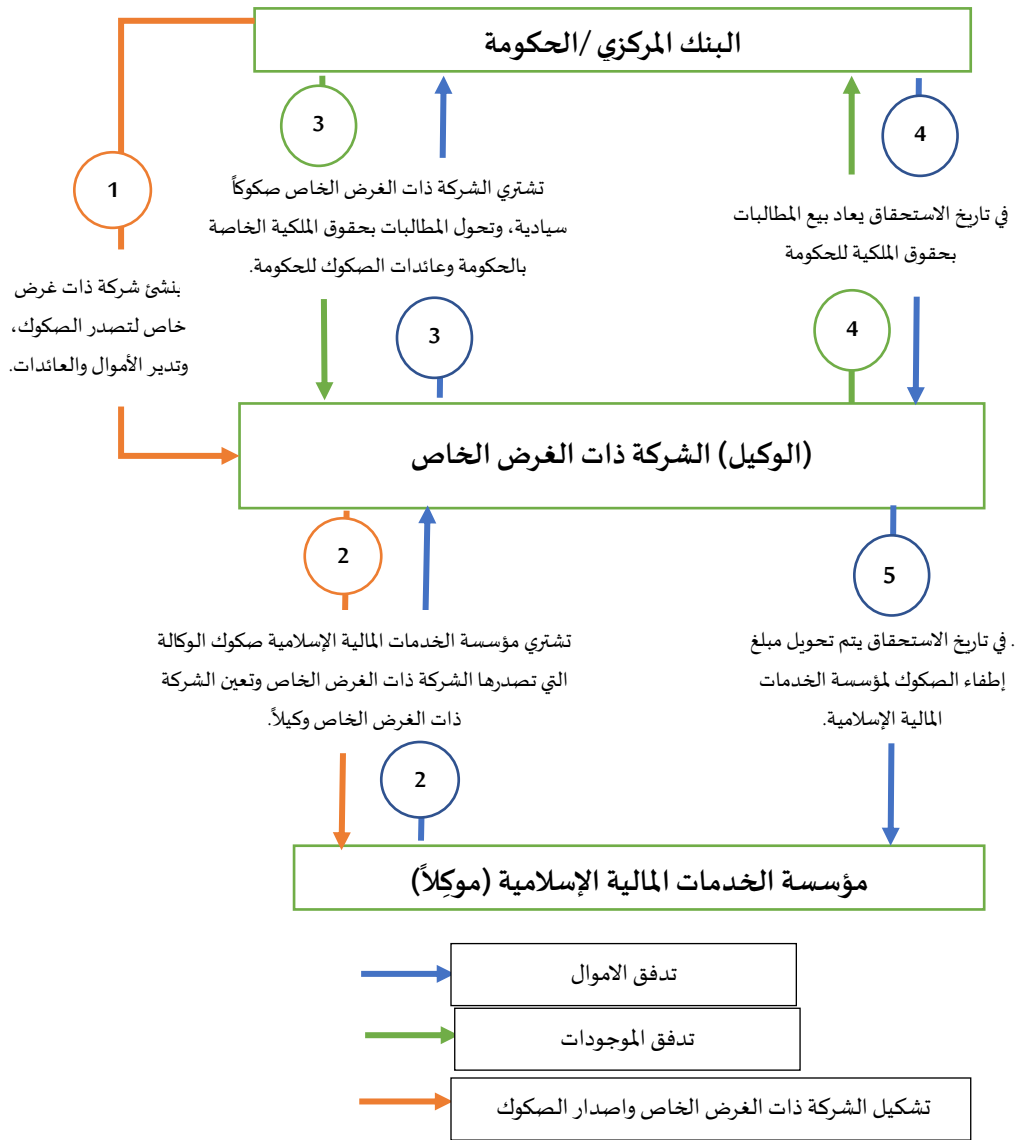 البنك المركزي /الحكومة
3
4
1
تشتري الشركة ذات الغرض الخاص صكوكاً
سيادية، وتحول المطالبات بحقوق الملكية الخاصة
بالحكومة وعائدات الصكوك للحكومة.
في تاريخ الاستحقاق يعاد بيع المطالبات
بحقوق الملكية للحكومة
ينشئ شركة ذات غرض
خاص لتصدر الصكوك،
وتدير الأموال والعائدات.
3
4
(الوكيل) الشركة ذات الغرض الخاص
2
5
تشتري مؤسسة الخدمات المالية الإسلامية صكوك الوكالة
التي تصدرها الشركة ذات الغرض الخاص وتعين الشركة
ذات الغرض الخاص وكيلاً.
. في تاريخ الاستحقاق يتم تحويل مبلغ
إطفاء الصكوك لمؤسسة الخدمات
المالية الإسلامية.
2
مؤسسة الخدمات المالية الإسلامية (موكِلاً)
تدفق الاموال
تدفق الموجودات
تشكيل الشركة ذات الغرض الخاص واصدار الصكوك